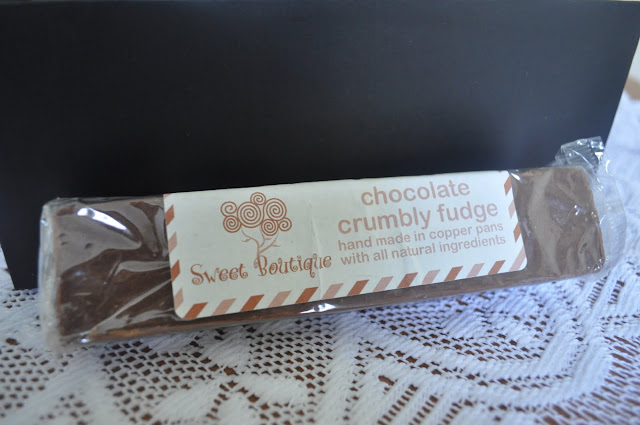 Sweet Boutique
chocolate
crumbly fudge
hand made in copper pans
with all natural ingredients